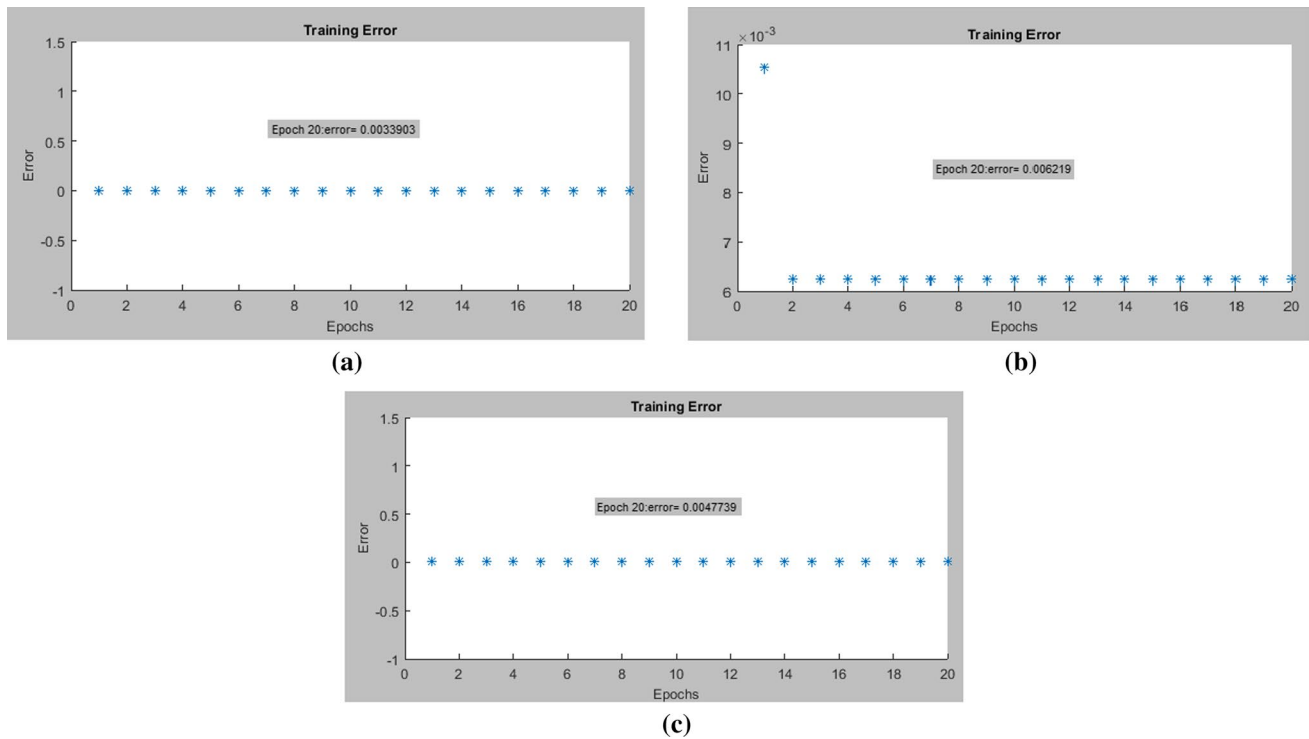 Training Error
1.5
1
0.5
0
-0.5
-1
Error
Epoch 20:error= 0.0033903
0 2 4 6 8 10 12 14 16 18 20
Epochs
(a)
Training Error
×10⁻³
11
10
9
8
7
6
Error
Epoch 20:error= 0.006219
0 2 4 6 8 10 12 14 16 18 20
Epochs
(b)
Training Error
1.5
1
0.5
0
-0.5
-1
Error
Epoch 20:error= 0.0047739
0 2 4 6 8 10 12 14 16 18 20
Epochs
(c)